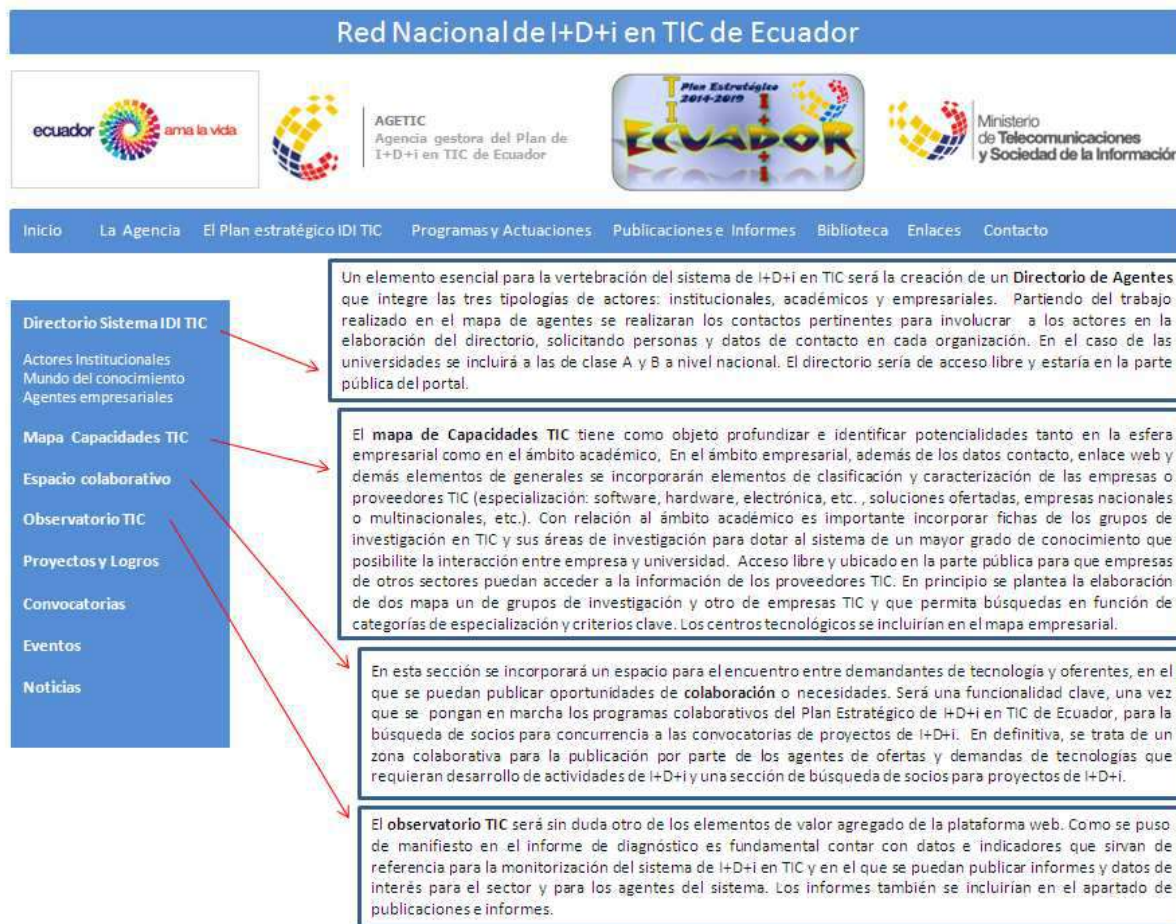 Red Nacional de I+D+i en TIC de Ecuador
ecuador ama la vida
AGETIC
Agencia gestora del Plan de
I+D+i en TIC de Ecuador
TI
Plan Estratégico
2014-2019
I+D+i
ECUADOR
Ministerio
de Telecomunicaciones
y Sociedad de la Información
Inicio La Agencia El Plan estratégico IDI TIC Programas y Actuaciones Publicaciones e Informes Biblioteca Enlaces Contacto
Directorio Sistema IDI TIC
Actores Institucionales
Mundo del conocimiento
Agentes empresariales
Mapa Capacidades TIC
Espacio colaborativo
Observatorio TIC
Proyectos y Logros
Convocatorias
Eventos
Noticias
Un elemento esencial para la vertebración del sistema de I+D+i en TIC será la creación de un Directorio de Agentes
que integre las tres tipologías de actores: institucionales, académicos y empresariales. Partiendo del trabajo
realizado en el mapa de agentes se realizaran los contactos pertinentes para involucrar a los actores en la
elaboración del directorio, solicitando personas y datos de contacto en cada organización. En el caso de las
universidades se incluirá a las de clase A y B a nivel nacional. El directorio sería de acceso libre y estaría en la parte
pública del portal.
El mapa de Capacidades TIC tiene como objeto profundizar e identificar potencialidades tanto en la esfera
empresarial como en el ámbito académico, En el ámbito empresarial, además de los datos contacto, enlace web y
demás elementos de generales se incorporarán elementos de clasificación y caracterización de las empresas o
proveedores TIC (especialización: software, hardware, electrónica, etc. , soluciones ofertadas, empresas nacionales
o multinacionales, etc.). Con relación al ámbito académico es importante incorporar fichas de los grupos de
investigación en TIC y sus áreas de investigación para dotar al sistema de un mayor grado de conocimiento que
posibilite la interacción entre empresa y universidad. Acceso libre y ubicado en la parte pública para que empresas
de otros sectores puedan acceder a la información de los proveedores TIC. En principio se plantea la elaboración
de dos mapa un de grupos de investigación y otro de empresas TIC y que permita búsquedas en función de
categorías de especialización y criterios clave. Los centros tecnológicos se incluirían en el mapa empresarial.
En esta sección se incorporará un espacio para el encuentro entre demandantes de tecnología y oferentes, en el
que se puedan publicar oportunidades de colaboración o necesidades. Será una funcionalidad clave, una vez
que se pongan en marcha los programas colaborativos del Plan Estratégico de I+D+i en TIC de Ecuador, para la
búsqueda de socios para concurrencia a las convocatorias de proyectos de I+D+i. En definitiva, se trata de un
zona colaborativa para la publicación por parte de los agentes de ofertas y demandas de tecnologías que
requieran desarrollo de actividades de I+D+i y una sección de búsqueda de socios para proyectos de I+D+i.
El observatorio TIC será sin duda otro de los elementos de valor agregado de la plataforma web. Como se puso
de manifiesto en el informe de diagnóstico es fundamental contar con datos e indicadores que sirvan de
referencia para la monitorización del sistema de I+D+i en TIC y en el que se puedan publicar informes y datos de
interés para el sector y para los agentes del sistema. Los informes también se incluirían en el apartado de
publicaciones e informes.